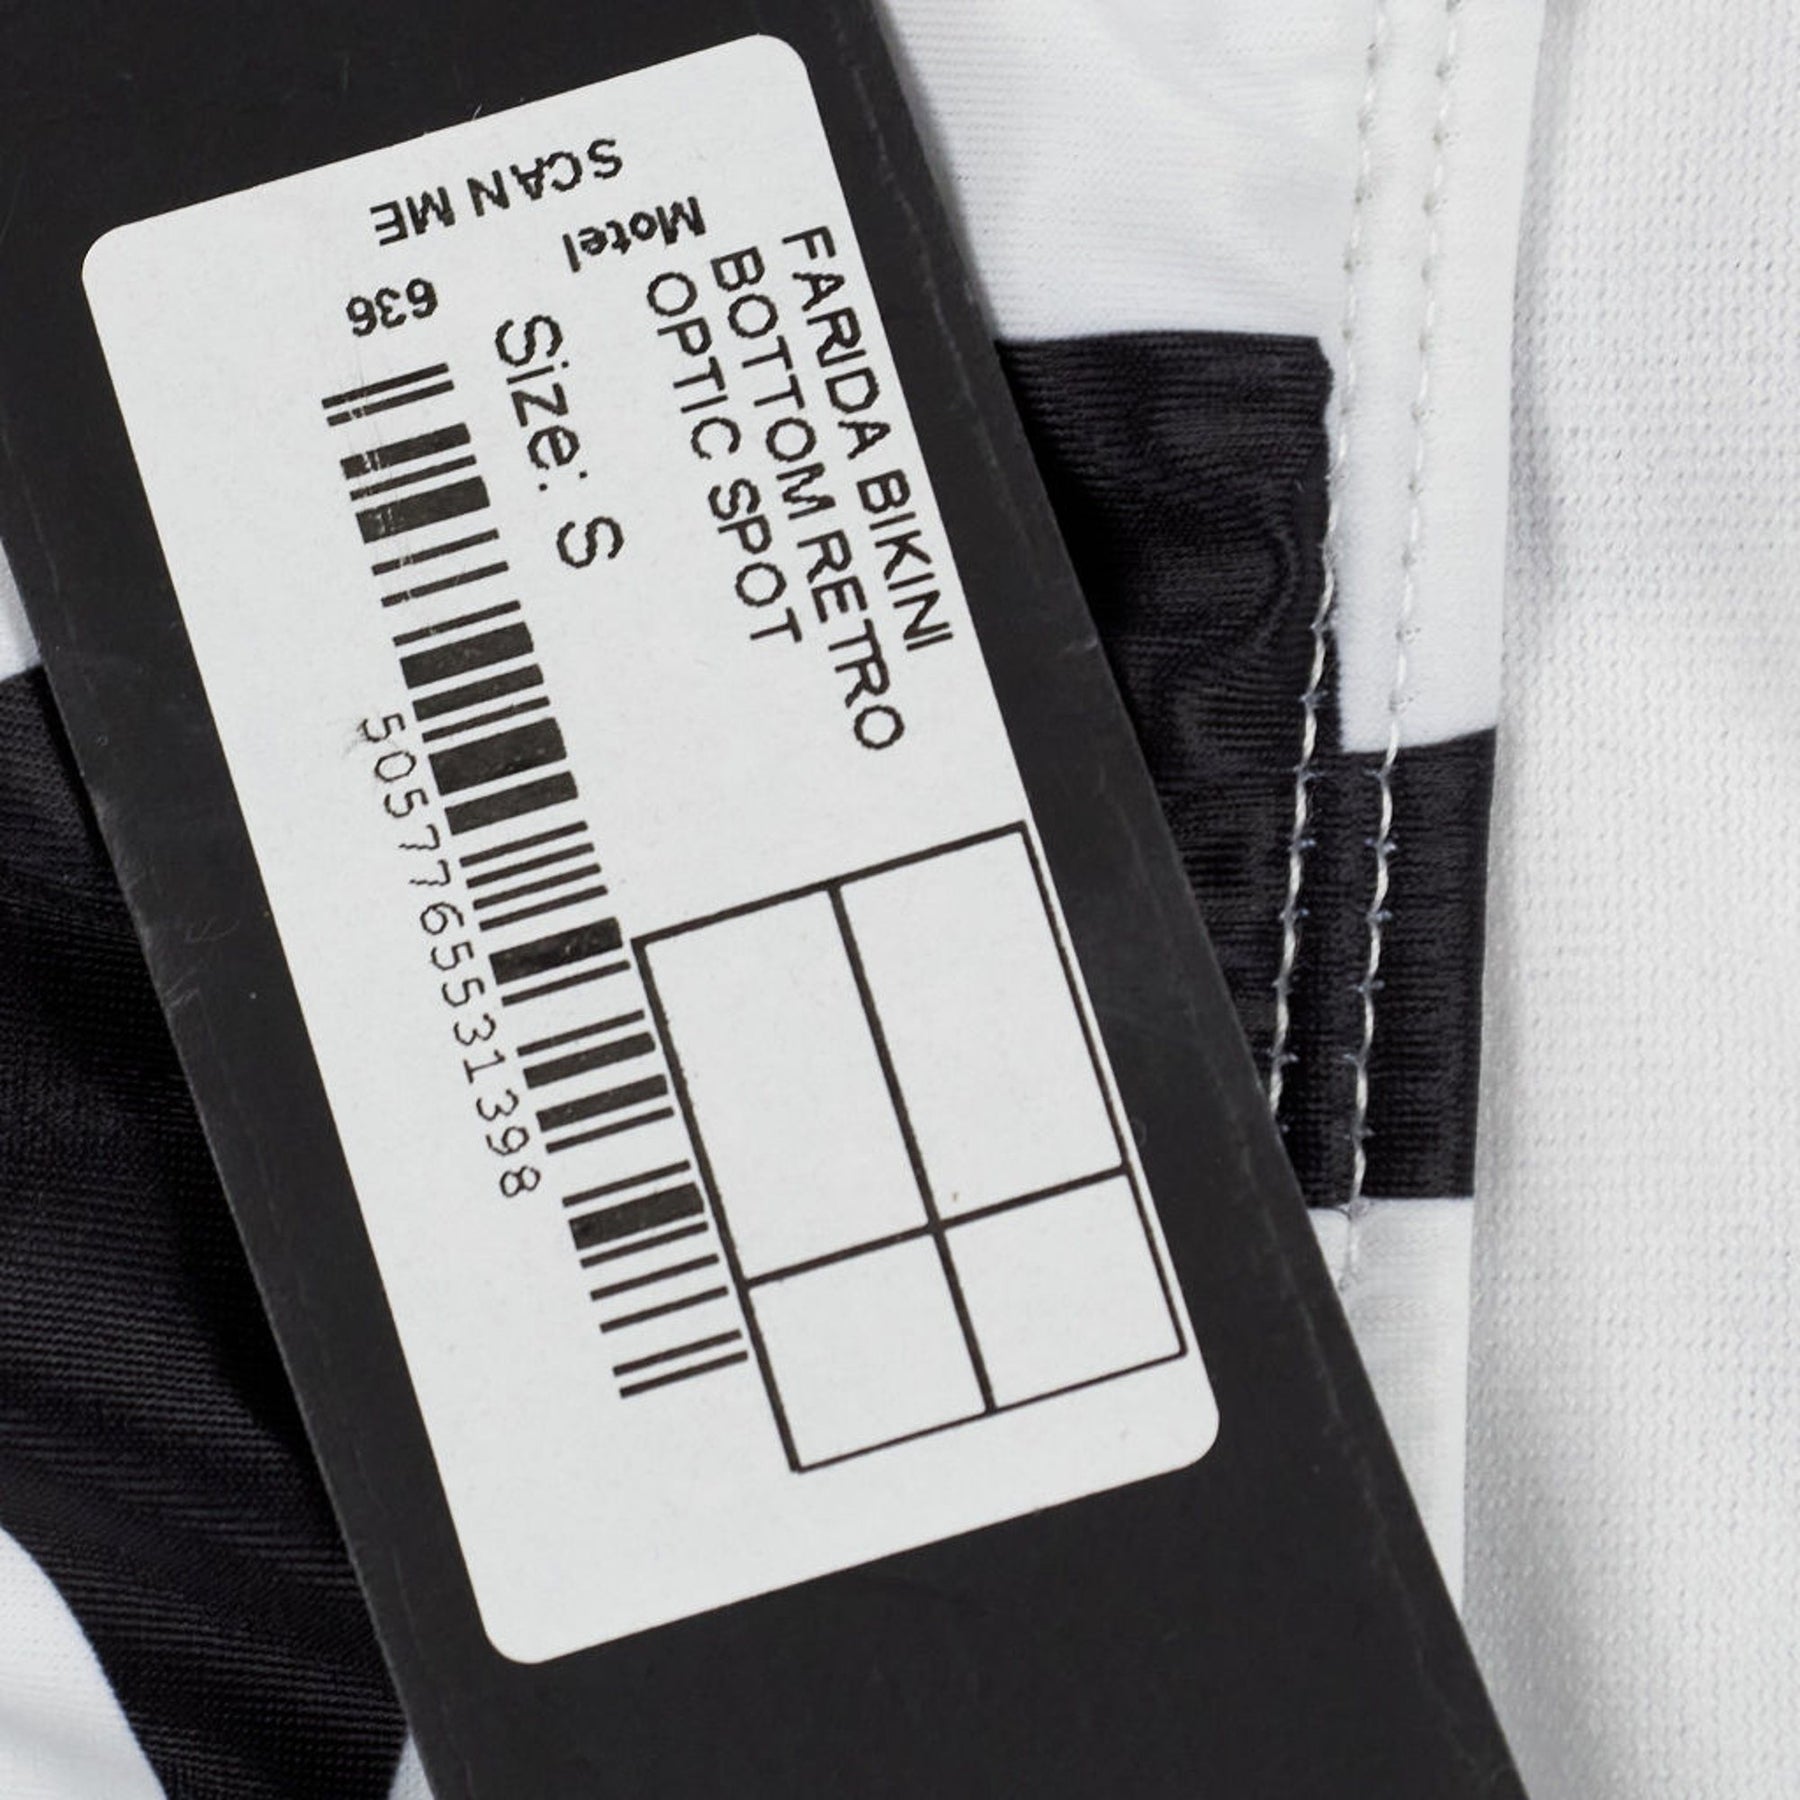 FARIDA BIKINI
BOTTOM RETRO
OPTIC SPOT
Size: S
5057765531398
SCAN ME
Motel
636